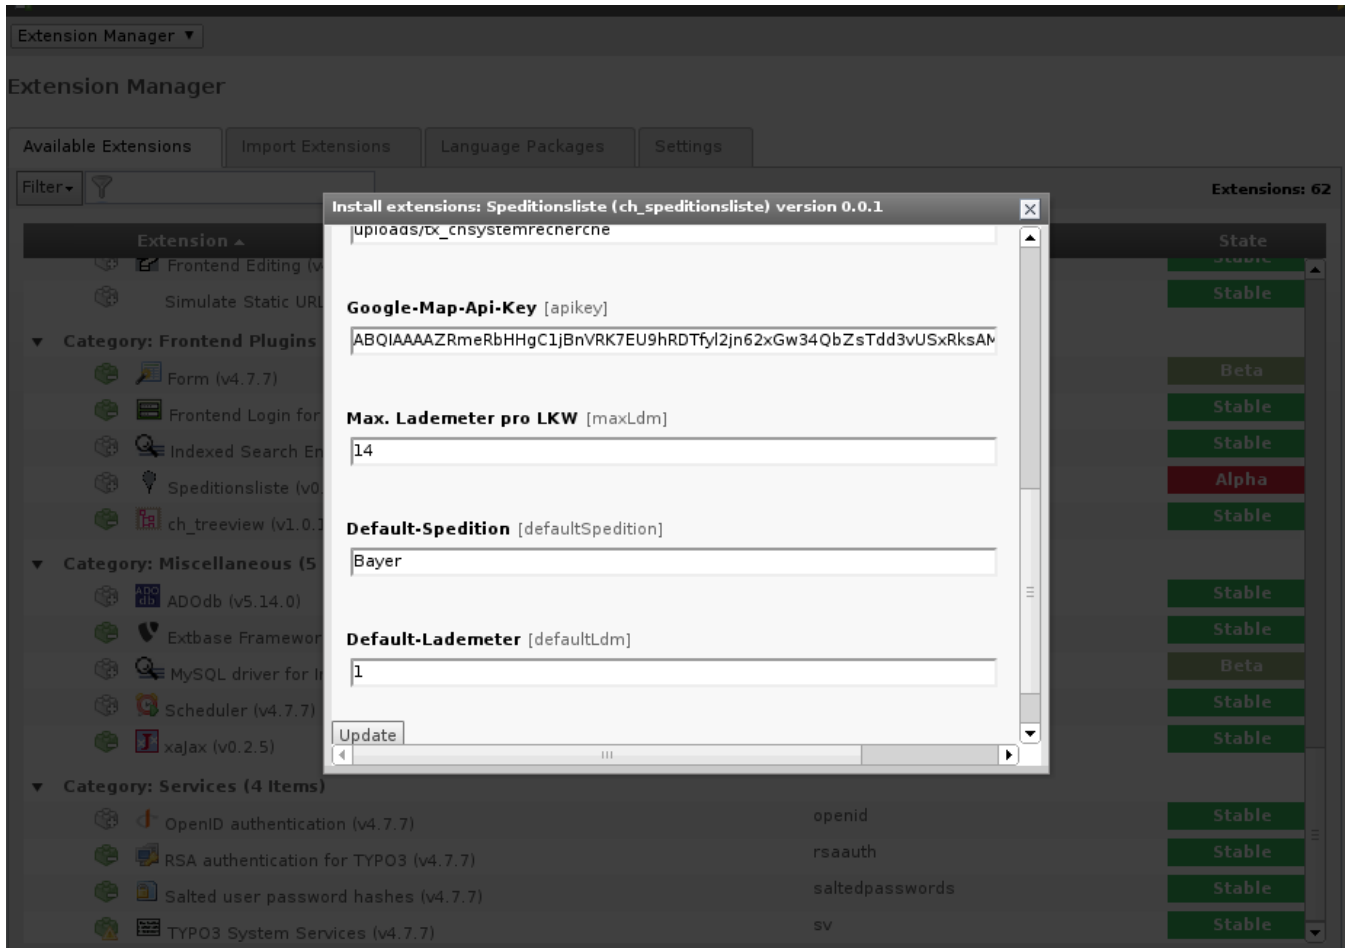 Extension Manager ▼
Extension Manager
Available Extensions Import Extensions Language Packages Settings
Filter Extensions: 62
Install extensions: Speditionsliste (ch_speditionsliste) version 0.0.1
Extension State
uploads/tx_chsystemrecherche
Frontend Editing (v Stable
Simulate Static URL Stable
Google-Map-Api-Key [apikey]
ABQIAAAAZRmeRbHHgC1jBnVRK7EU9hRDTfyl2jn62xGw34QbZsTdd3vUSxRksAM
Category: Frontend Plugins
Form (v4.7.7) Beta
Frontend Login for Stable
Max. Lademeter pro LKW [maxLdm]
14
Indexed Search En Stable
Speditionsliste (v0. Alpha
ch_treeview (v1.0.1 Stable
Default-Spedition [defaultSpedition]
Bayer
Category: Miscellaneous (5
ADOdb (v5.14.0) Stable
Extbase Framewor Stable
Default-Lademeter [defaultLdm]
1
MySQL driver for Beta
Scheduler (v4.7.7) Stable
xaJax (v0.2.5) Stable
Update
Category: Services (4 Items)
OpenID authentication (v4.7.7) openid Stable
RSA authentication for TYPO3 (v4.7.7) rsaauth Stable
Salted user password hashes (v4.7.7) saltedpasswords Stable
TYPO3 System Services (v4.7.7) sv Stable